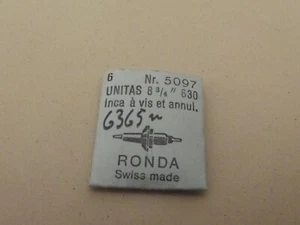 6 Nr. 5097
UNITAS 8 3/4 " 630
Inca à vis et annul.
6365 n
RONDA
Swiss made